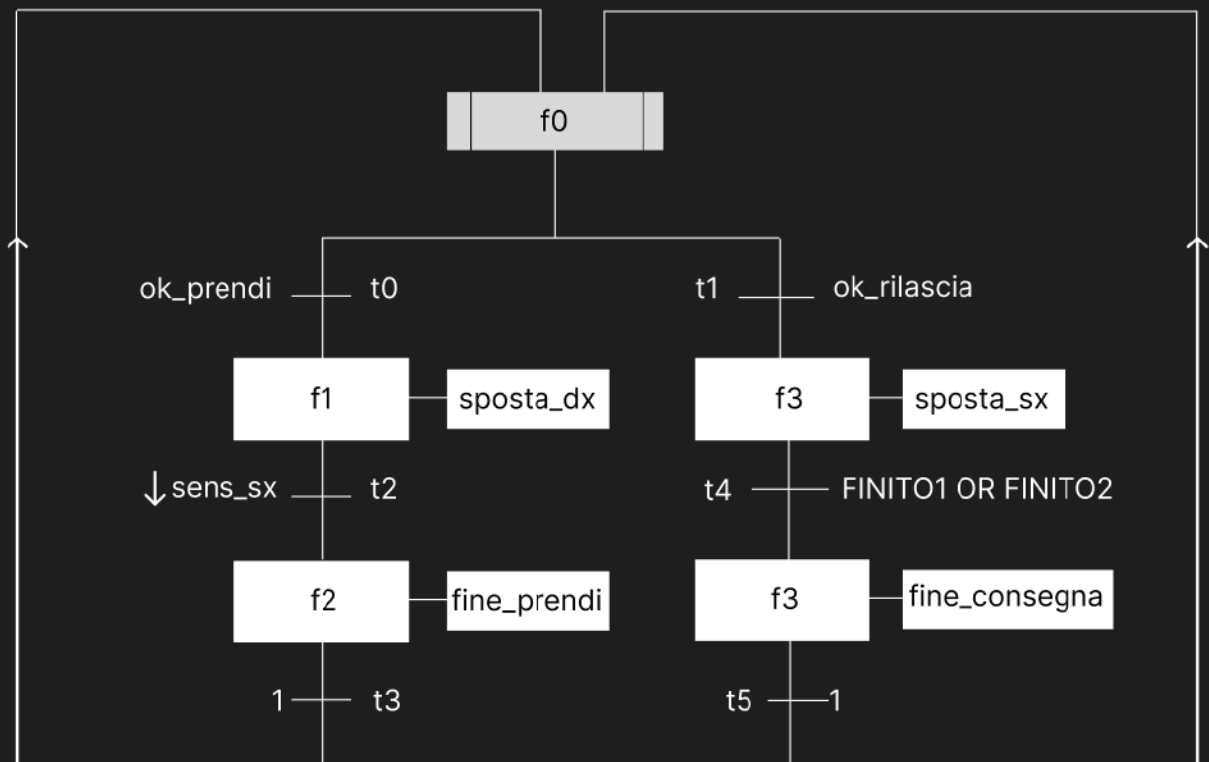 f0
ok_prendi t0 t1 ok_rilascia
f1 sposta_dx f3 sposta_sx
↓ sens_sx t2 t4 FINITO1 OR FINITO2
f2 fine_prendi f3 fine_consegna
1 t3 t5 1